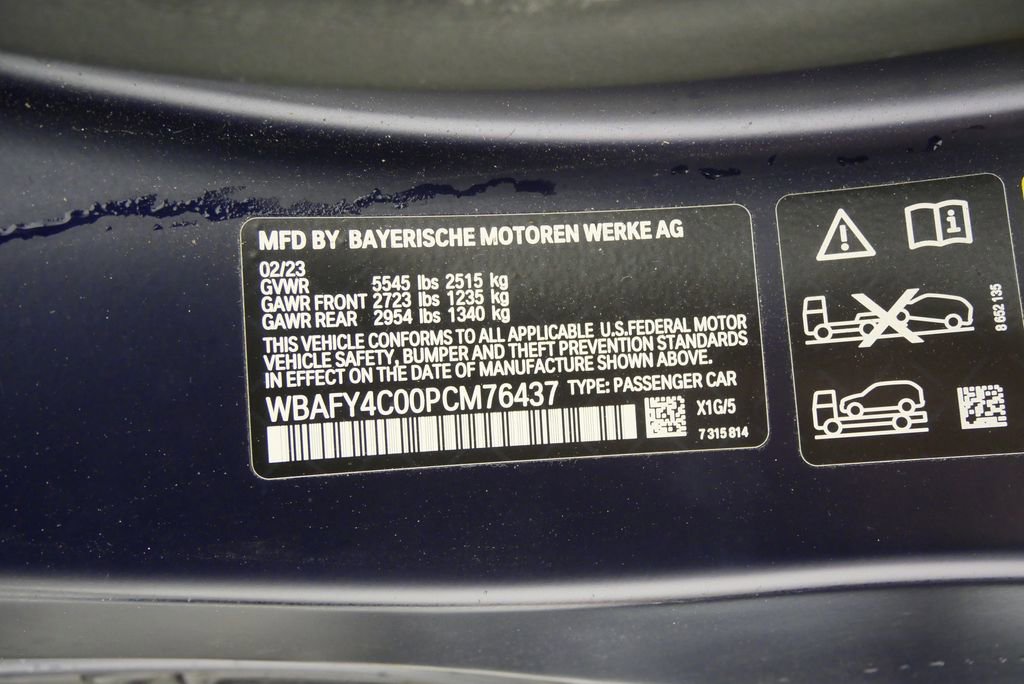 MFD BY BAYERISCHE MOTOREN WERKE AG
02/23
GVWR 5545 lbs 2515 kg
GAWR FRONT 2723 lbs 1235 kg
GAWR REAR 2954 lbs 1340 kg
THIS VEHICLE CONFORMS TO ALL APPLICABLE U.S.FEDERAL MOTOR
VEHICLE SAFETY, BUMPER AND THEFT PREVENTION STANDARDS
IN EFFECT ON THE DATE OF MANUFACTURE SHOWN ABOVE.
WBAFY4C00PCM76437 TYPE: PASSENGER CAR
X1G/5
7 315 814
8 652 135